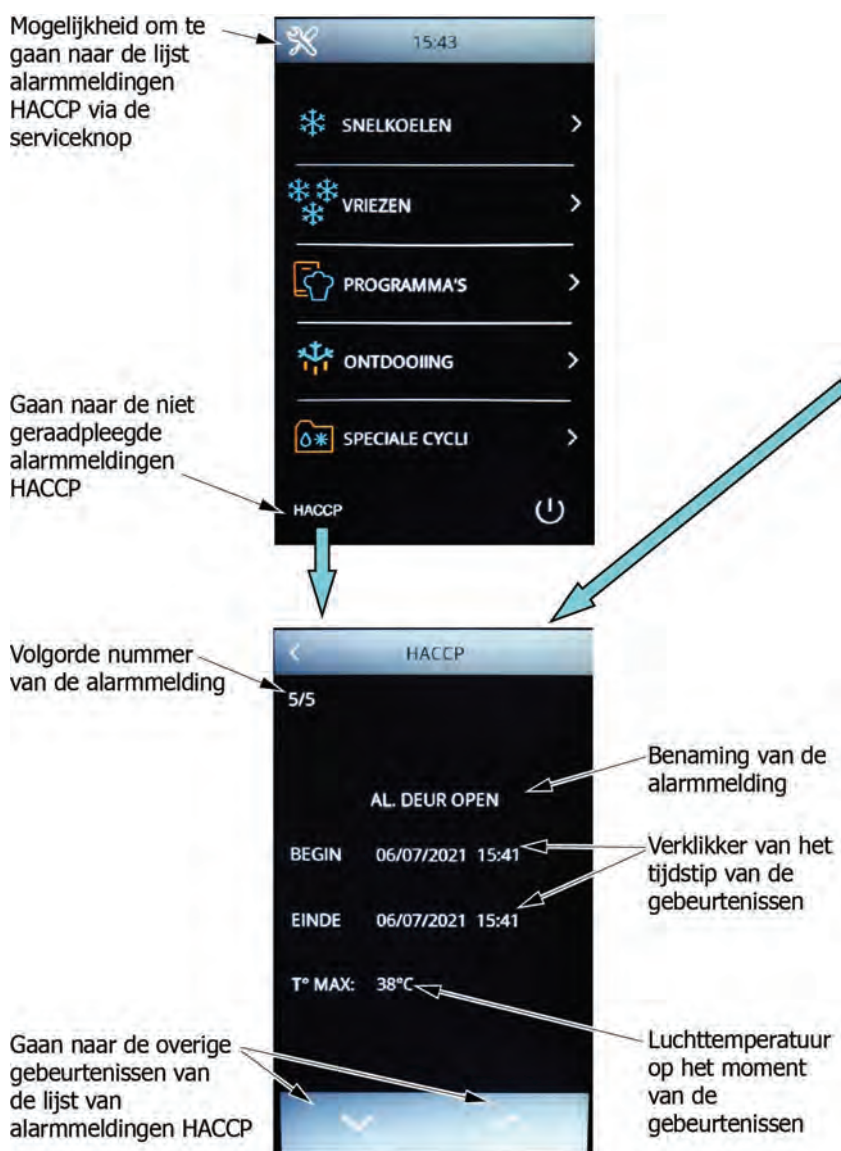 Mogelijkheid om te
gaan naar de lijst
alarmmeldingen
HACCP via de
serviceknop
15:43
SNELKOELEN
VRIEZEN
PROGRAMMA'S
ONTDOOIING
SPECIALE CYCLI
Gaan naar de niet
geraadpleegde
alarmmeldingen
HACCP
HACCP
HACCP
Volgorde nummer
van de alarmmelding
5/5
Benaming van de
alarmmelding
AL. DEUR OPEN
BEGIN 06/07/2021 15:41
Verklikker van het
tijdstip van de
gebeurtenissen
EINDE 06/07/2021 15:41
T° MAX: 38°C
Luchttemperatuur
op het moment
van de
gebeurtenissen
Gaan naar de overige
gebeurtenissen van
de lijst van
alarmmeldingen HACCP